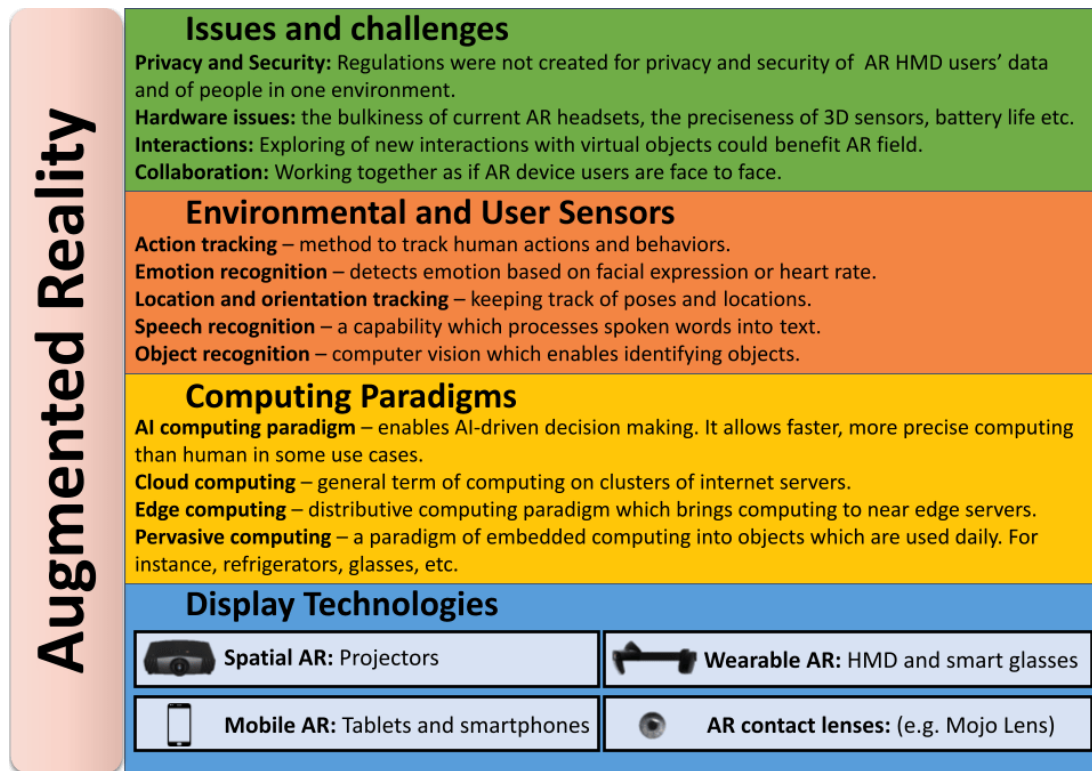 Augmented Reality
Issues and challenges
Privacy and Security: Regulations were not created for privacy and security of AR HMD users' data
and of people in one environment.
Hardware issues: the bulkiness of current AR headsets, the preciseness of 3D sensors, battery life etc.
Interactions: Exploring of new interactions with virtual objects could benefit AR field.
Collaboration: Working together as if AR device users are face to face.
Environmental and User Sensors
Action tracking – method to track human actions and behaviors.
Emotion recognition – detects emotion based on facial expression or heart rate.
Location and orientation tracking – keeping track of poses and locations.
Speech recognition – a capability which processes spoken words into text.
Object recognition – computer vision which enables identifying objects.
Computing Paradigms
AI computing paradigm – enables AI-driven decision making. It allows faster, more precise computing
than human in some use cases.
Cloud computing – general term of computing on clusters of internet servers.
Edge computing – distributive computing paradigm which brings computing to near edge servers.
Pervasive computing – a paradigm of embedded computing into objects which are used daily. For
instance, refrigerators, glasses, etc.
Display Technologies
Spatial AR: Projectors
Wearable AR: HMD and smart glasses
Mobile AR: Tablets and smartphones
AR contact lenses: (e.g. Mojo Lens)